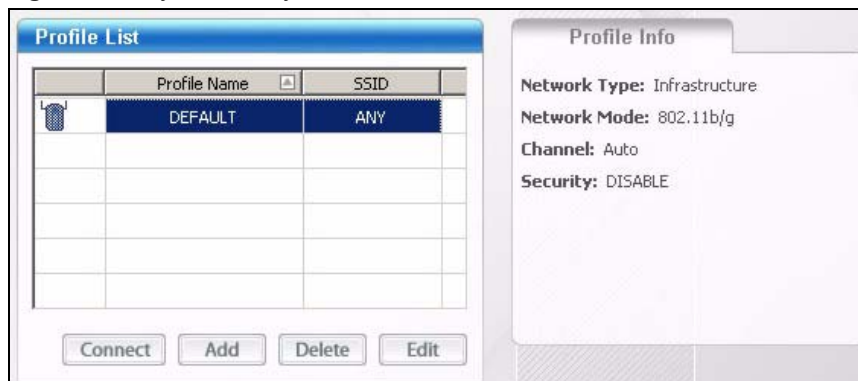 Profile List
Profile Name SSID
DEFAULT ANY
Connect Add Delete Edit
Profile Info
Network Type: Infrastructure
Network Mode: 802.11b/g
Channel: Auto
Security: DISABLE